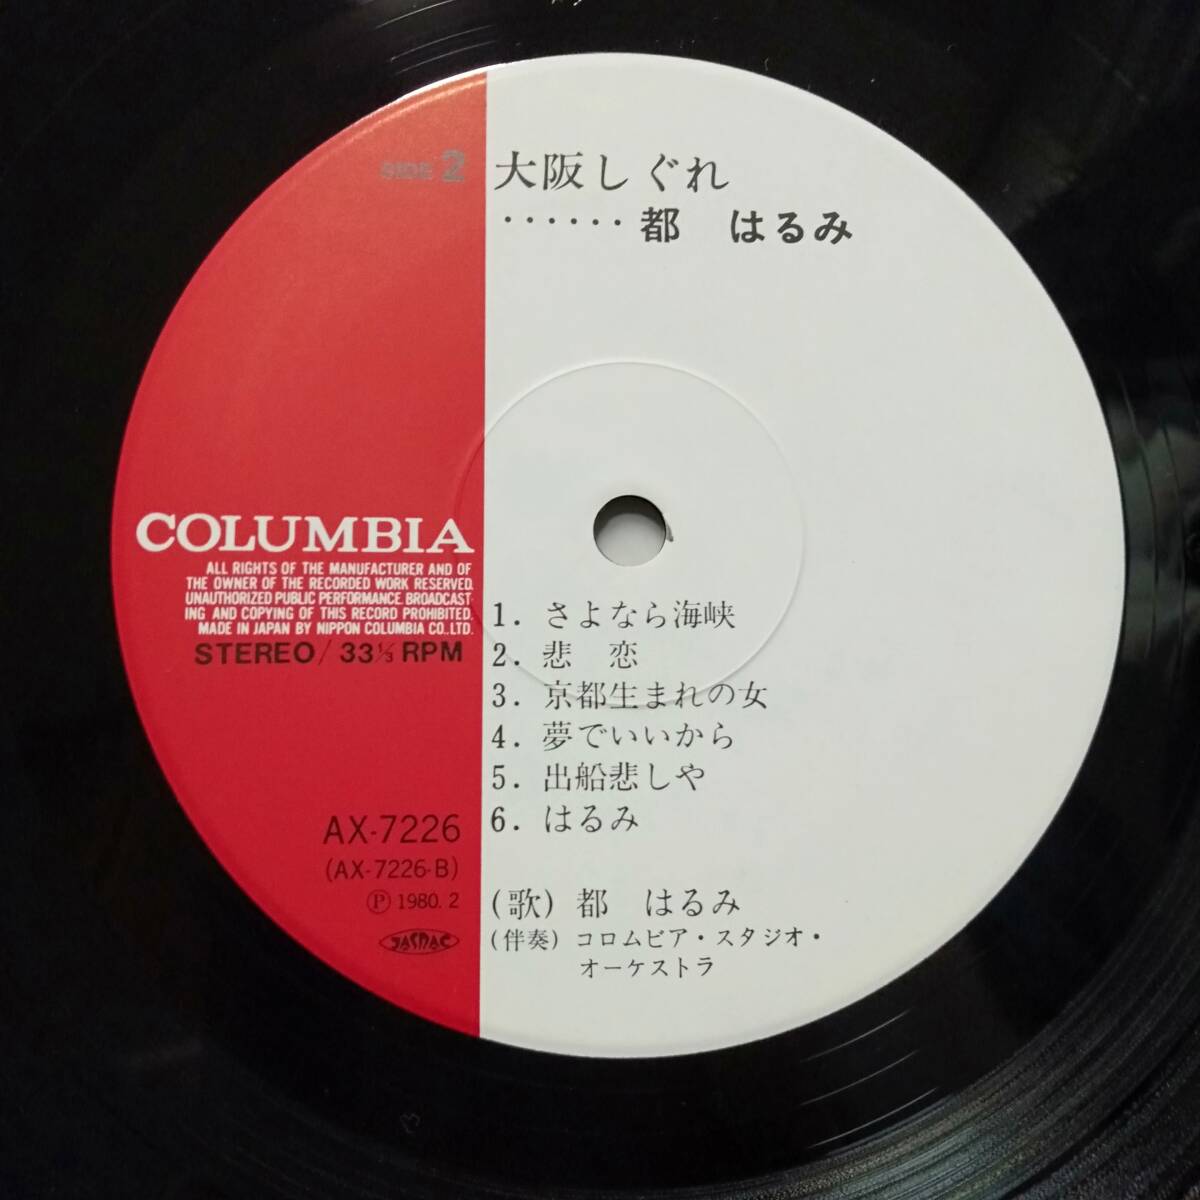 SIDE 2
大阪しぐれ
・・・・・・都　はるみ
COLUMBIA
ALL RIGHTS OF THE MANUFACTURER AND OF
THE OWNER OF THE RECORDED WORK RESERVED.
UNAUTHORIZED PUBLIC PERFORMANCE. BROADCAST-
ING AND COPYING OF THIS RECORD PROHIBITED.
MADE IN JAPAN BY NIPPON COLUMBIA CO.,LTD.
STEREO/33⅓ RPM
1. さよなら海峡
2. 悲　恋
3. 京都生まれの女
4. 夢でいいから
5. 出船悲しや
6. はるみ
AX-7226
(AX-7226-B)
Ⓟ 1980. 2
JASRAC
(歌) 都　はるみ
(伴奏) コロムビア・スタジオ・
オーケストラ